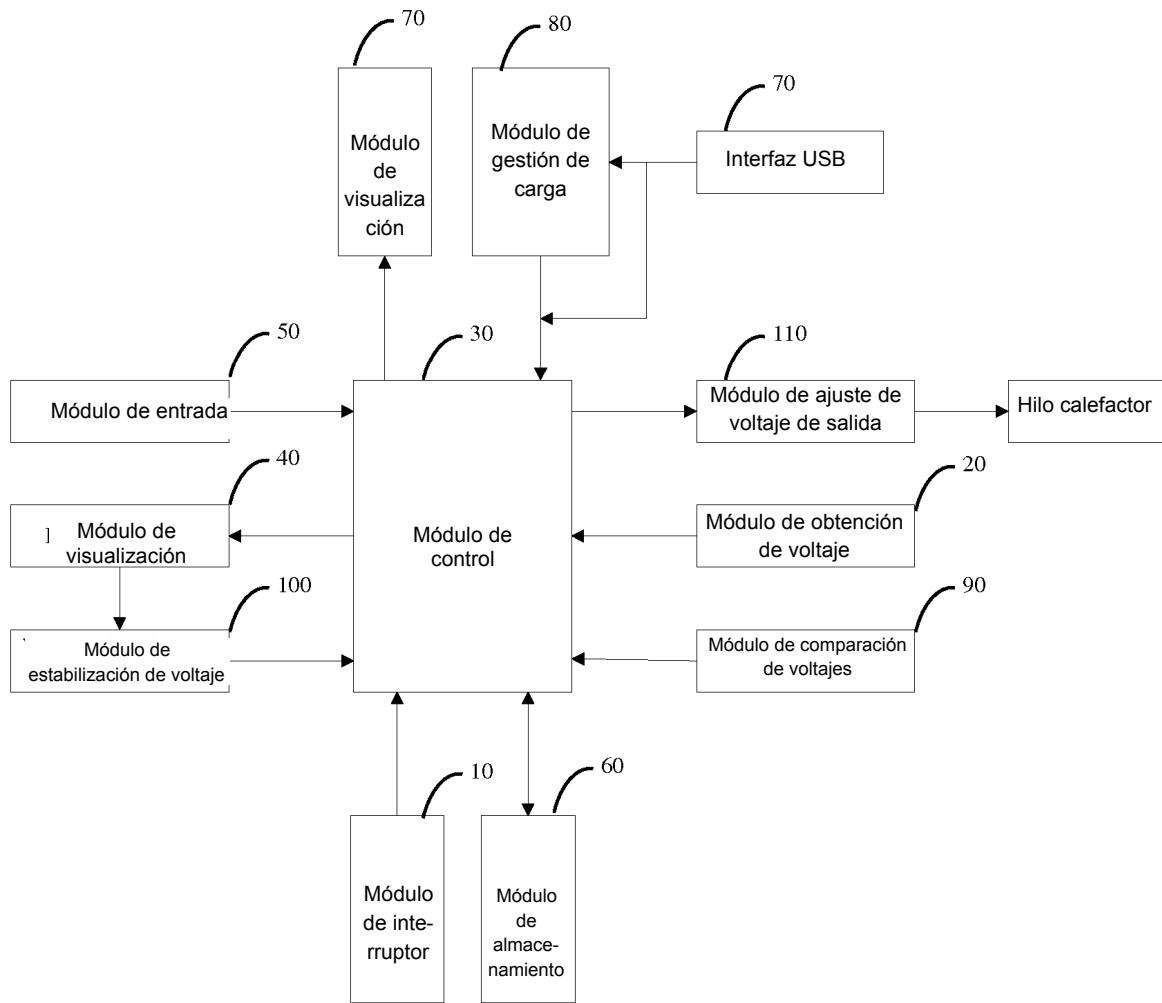 70
80
70
Módulo
de
visualiza
ción
Módulo de
gestión de
carga
Interfaz USB
50
30
110
Módulo de entrada
Módulo de ajuste de
voltaje de salida
Hilo calefactor
40
20
] Módulo de
visualización
Módulo de
control
Módulo de obtención
de voltaje
100
90
Módulo de
estabilización de voltaje
Módulo de comparación
de voltajes
10
60
Módulo
de inte-
rruptor
Módulo
de
almace-
namiento